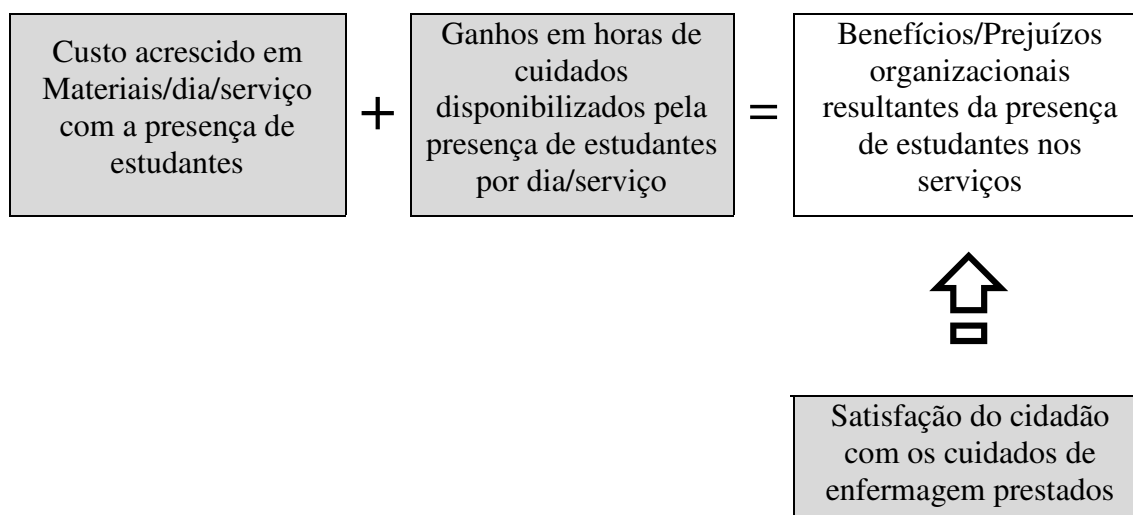 Custo acrescido em
Materiais/dia/serviço
com a presença de
estudantes
+
Ganhos em horas de
cuidados
disponibilizados pela
presença de estudantes
por dia/serviço
=
Benefícios/Prejuízos
organizacionais
resultantes da presença
de estudantes nos
serviços
Satisfação do cidadão
com os cuidados de
enfermagem prestados